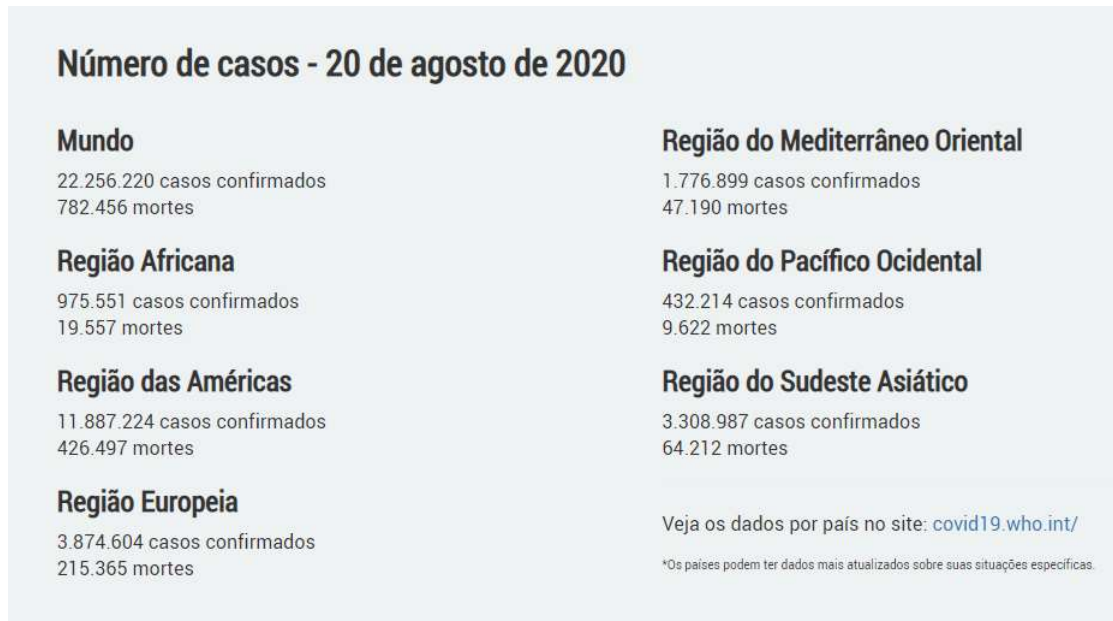 Número de casos - 20 de agosto de 2020
Mundo
22.256.220 casos confirmados
782.456 mortes
Região Africana
975.551 casos confirmados
19.557 mortes
Região das Américas
11.887.224 casos confirmados
426.497 mortes
Região Europeia
3.874.604 casos confirmados
215.365 mortes
Região do Mediterrâneo Oriental
1.776.899 casos confirmados
47.190 mortes
Região do Pacífico Ocidental
432.214 casos confirmados
9.622 mortes
Região do Sudeste Asiático
3.308.987 casos confirmados
64.212 mortes
Veja os dados por país no site: covid19.who.int/
*Os países podem ter dados mais atualizados sobre suas situações específicas.